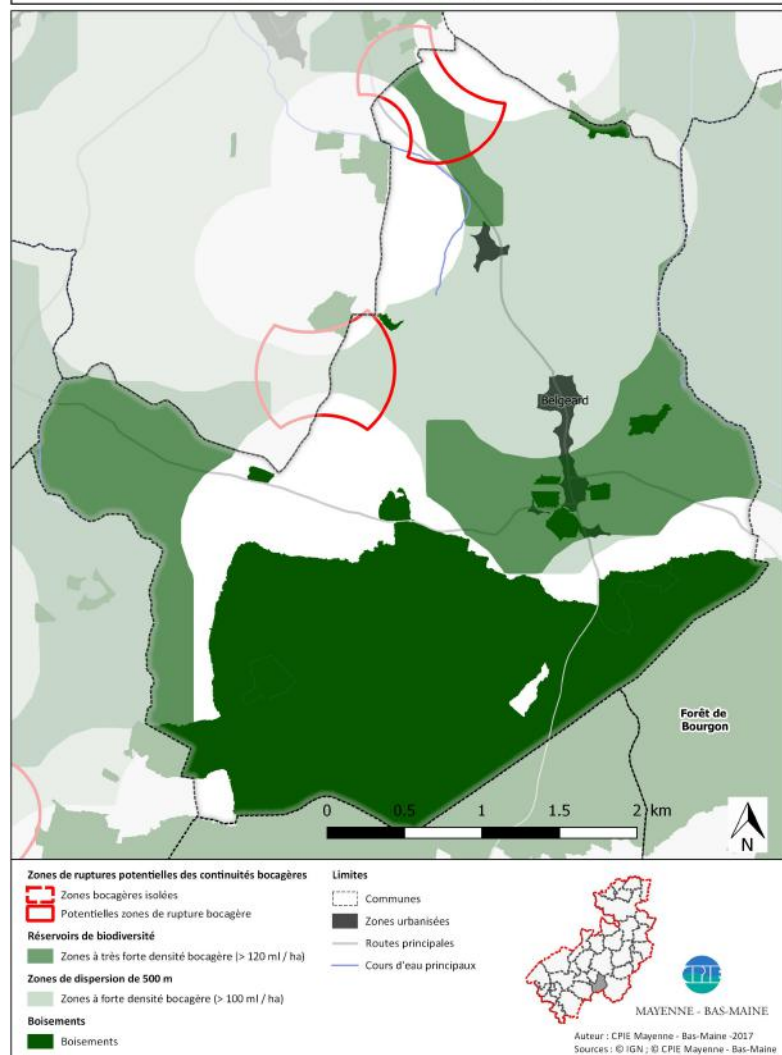 Belgeard
Forêt de
Bourgon
0 0.5 1 1.5 2 km
N
Zones de ruptures potentielles des continuités bocagères
Zones bocagères isolées
Potentielles zones de rupture bocagère
Réservoirs de biodiversité
Zones à très forte densité bocagère (> 120 ml / ha)
Zones de dispersion de 500 m
Zones à forte densité bocagère (> 100 ml / ha)
Boisements
Boisements
Limites
Communes
Zones urbanisées
Routes principales
Cours d'eau principaux
CPIE
MAYENNE - BAS-MAINE
Auteur : CPIE Mayenne - Bas-Maine -2017
Sources : © IGN ; © CPIE Mayenne - Bas-Maine